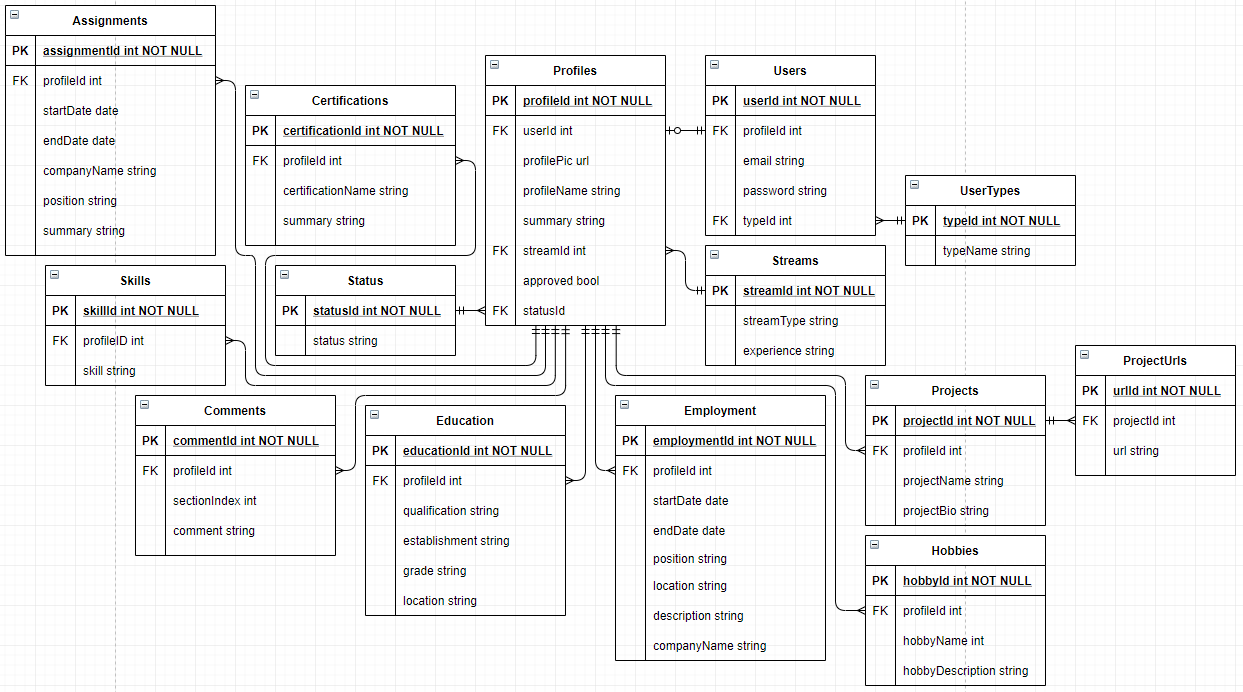 Assignments
PK assignmentId int NOT NULL
FK profileId int
startDate date
endDate date
companyName string
position string
summary string
Certifications
PK certificationId int NOT NULL
FK profileId int
certificationName string
summary string
Profiles
PK profileId int NOT NULL
FK userId int
profilePic url
profileName string
summary string
FK streamId int
approved bool
FK statusId
Users
PK userId int NOT NULL
FK profileId int
email string
password string
FK typeId int
UserTypes
PK typeId int NOT NULL
typeName string
Streams
PK streamId int NOT NULL
streamType string
experience string
Skills
PK skillId int NOT NULL
FK profileID int
skill string
Status
PK statusId int NOT NULL
status string
Comments
PK commentId int NOT NULL
FK profileId int
sectionIndex int
comment string
Education
PK educationId int NOT NULL
FK profileId int
qualification string
establishment string
grade string
location string
Employment
PK employmentId int NOT NULL
FK profileId int
startDate date
endDate date
position string
location string
description string
companyName string
Projects
PK projectId int NOT NULL
FK profileId int
projectName string
projectBio string
ProjectUrls
PK urlId int NOT NULL
FK projectId int
url string
Hobbies
PK hobbyId int NOT NULL
FK profileId int
hobbyName int
hobbyDescription string